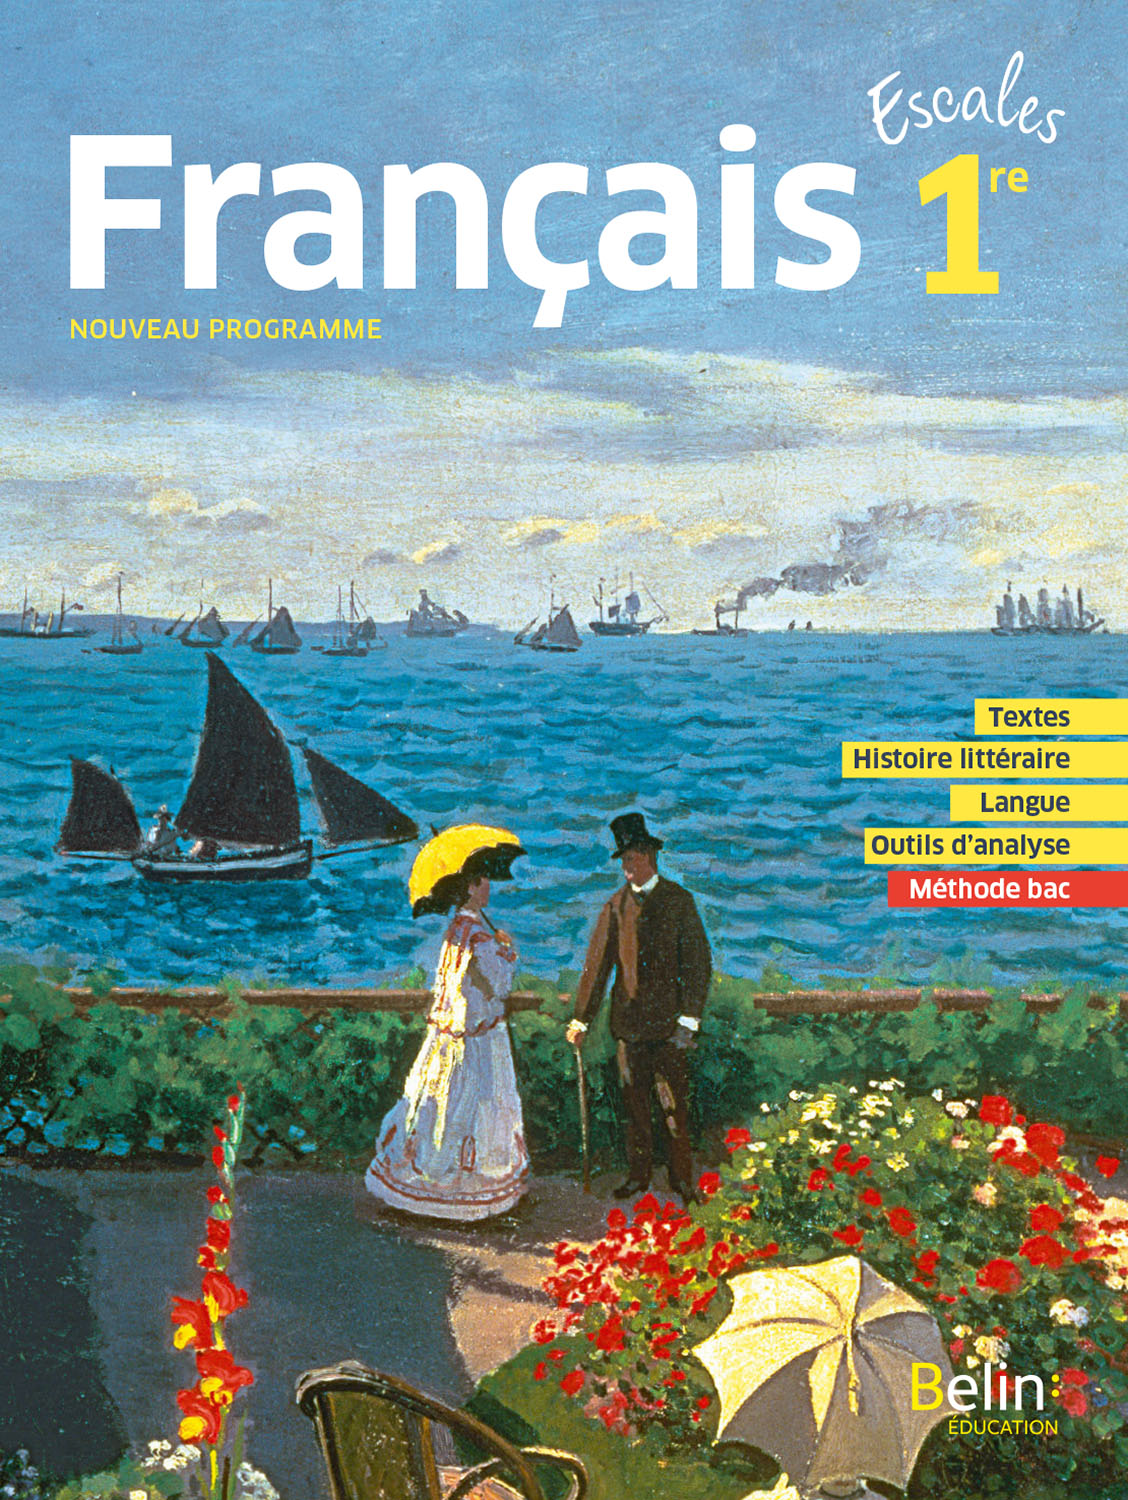 Escales
Français 1re
NOUVEAU PROGRAMME
Textes
Histoire littéraire
Langue
Outils d'analyse
Méthode bac
Belin:
ÉDUCATION